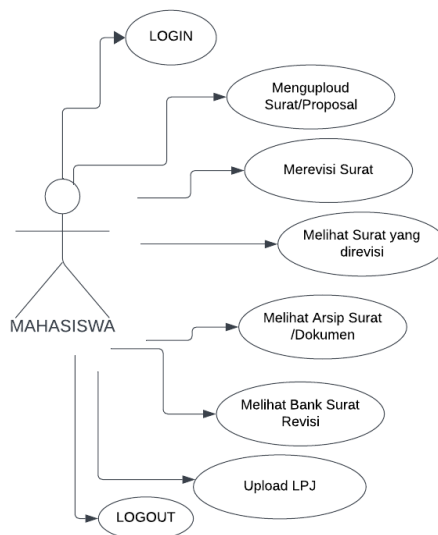 LOGIN
Menguploud
Surat/Proposal
Merevisi Surat
Melihat Surat yang
direvisi
MAHASISWA
Melihat Arsip Surat
/Dokumen
Melihat Bank Surat
Revisi
Upload LPJ
LOGOUT